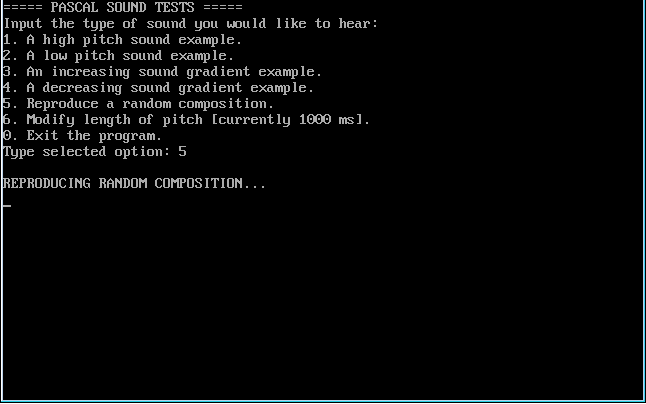 ===== PASCAL SOUND TESTS =====
Input the type of sound you would like to hear:
1. A high pitch sound example.
2. A low pitch sound example.
3. An increasing sound gradient example.
4. A decreasing sound gradient example.
5. Reproduce a random composition.
6. Modify length of pitch [currently 1000 ms].
0. Exit the program.
Type selected option: 5
REPRODUCING RANDOM COMPOSITION...